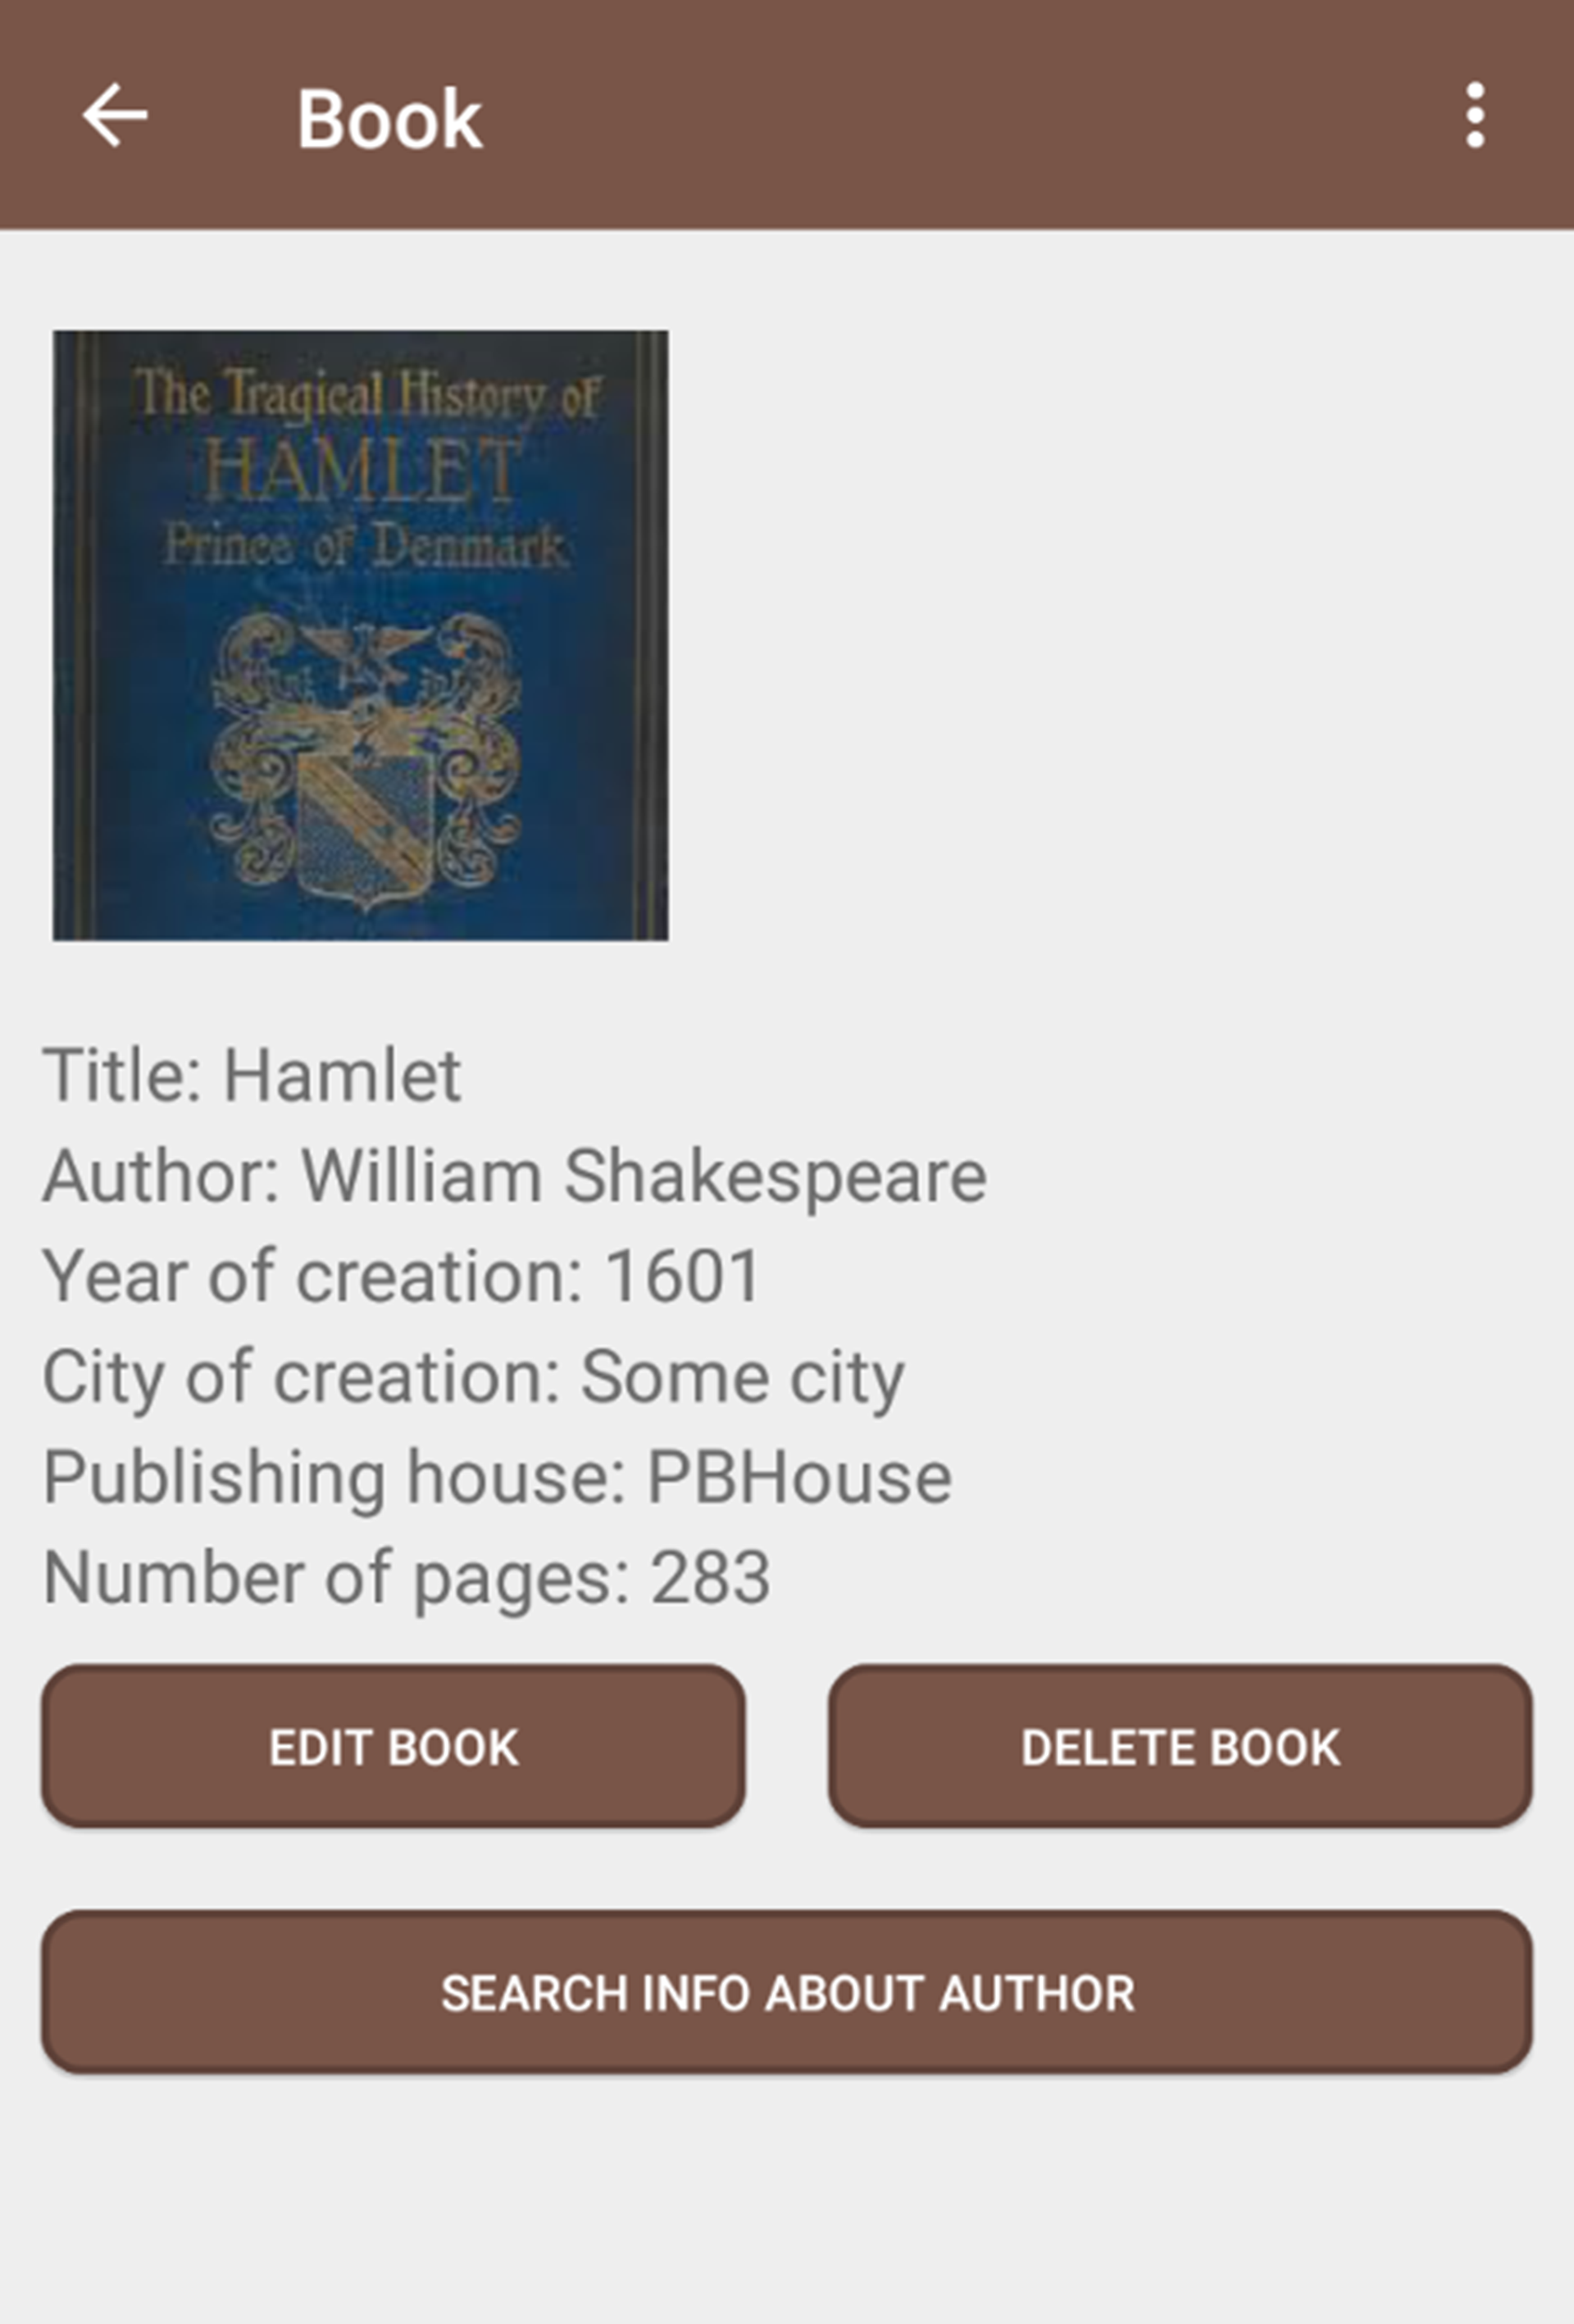 Book
The Tragical History of
HAMLET
Prince of Denmark
Title: Hamlet
Author: William Shakespeare
Year of creation: 1601
City of creation: Some city
Publishing house: PBHouse
Number of pages: 283
EDIT BOOK
DELETE BOOK
SEARCH INFO ABOUT AUTHOR